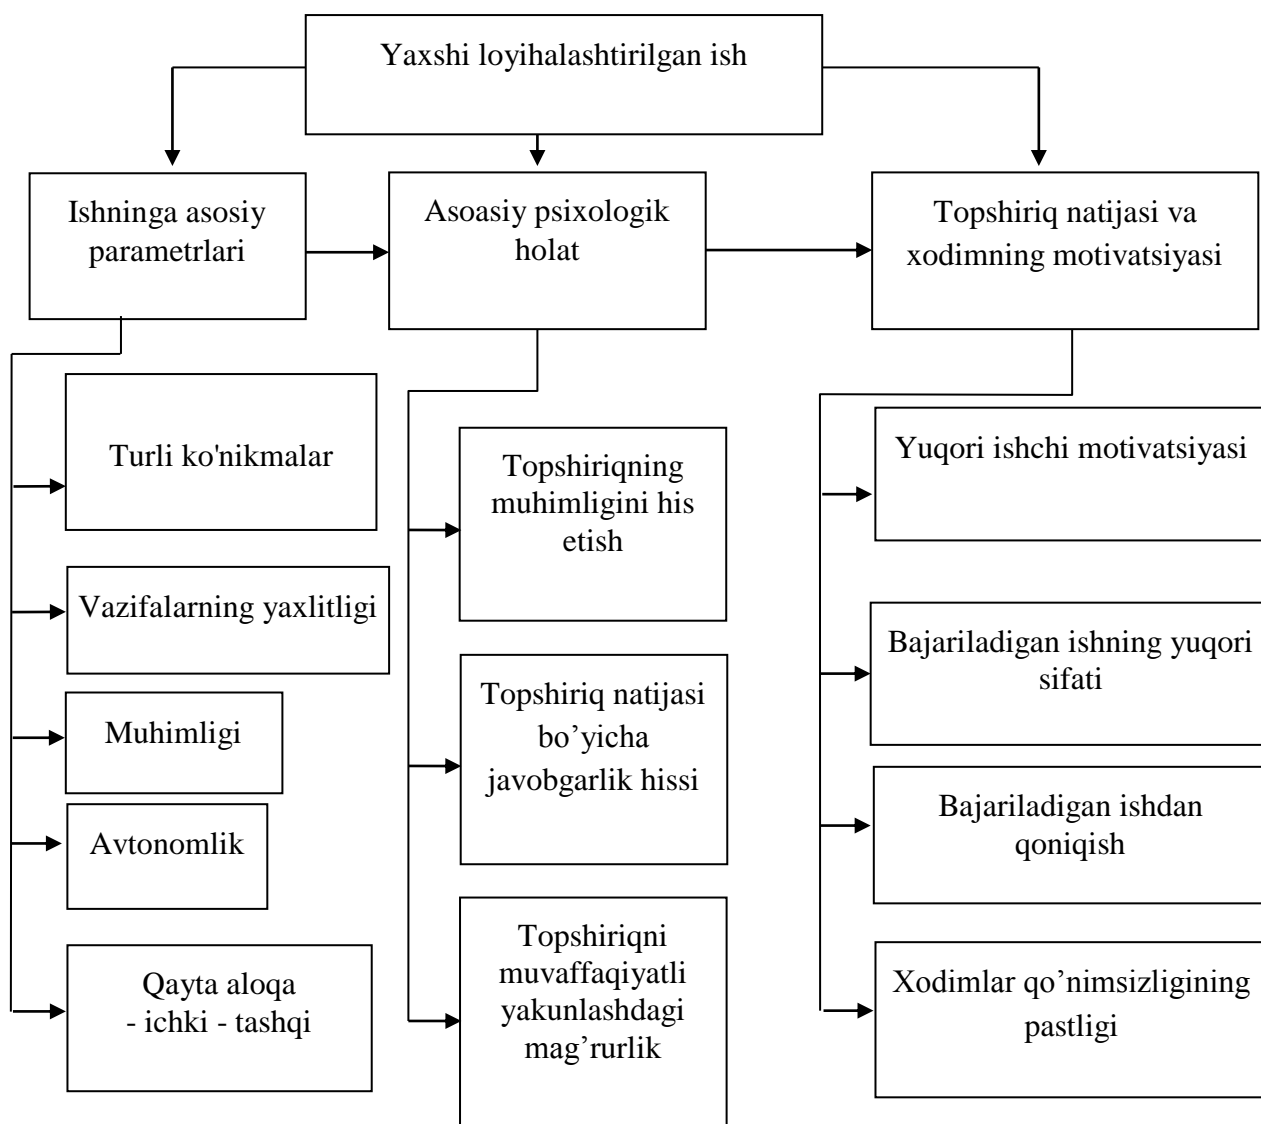 Yaxshi loyihalashtirilgan ish
Ishninga asosiy
parametrlari
Asoasiy psixologik
holat
Topshiriq natijasi va
xodimning motivatsiyasi
Turli ko'nikmalar
Vazifalarning yaxlitligi
Muhimligi
Avtonomlik
Qayta aloqa
- ichki - tashqi
Topshiriqning
muhimligini his
etish
Topshiriq natijasi
bo’yicha
javobgarlik hissi
Topshiriqni
muvaffaqiyatli
yakunlashdagi
mag’rurlik
Yuqori ishchi motivatsiyasi
Bajariladigan ishning yuqori
sifati
Bajariladigan ishdan
qoniqish
Xodimlar qo’nimsizligining
pastligi